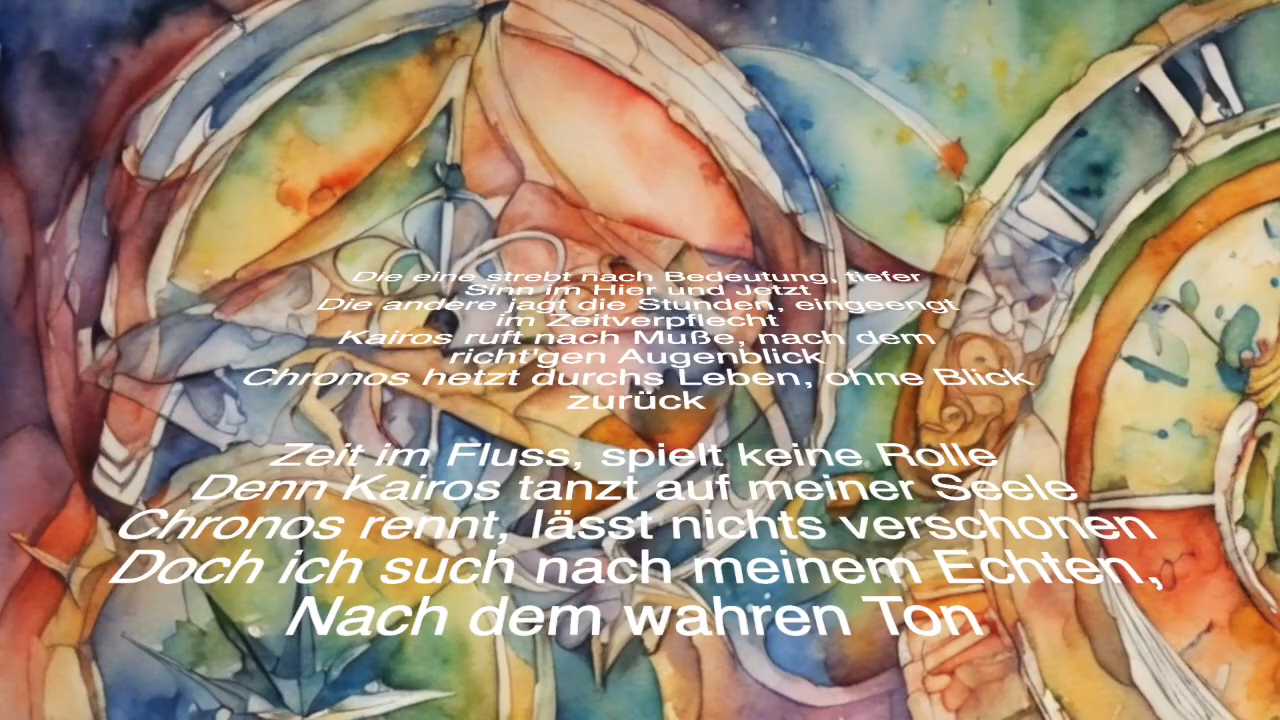 Die eine strebt nach Bedeutung, tiefer
Sinn im Hier und Jetzt
Die andere jagt die Stunden, eingeengt
im Zeitverpflecht
Kairos ruft nach Muße, nach dem
richt'gen Augenblick
Chronos hetzt durchs Leben, ohne Blick
zurück
Zeit im Fluss, spielt keine Rolle
Denn Kairos tanzt auf meiner Seele
Chronos rennt, lässt nichts verschonen
Doch ich such nach meinem Echten,
Nach dem wahren Ton